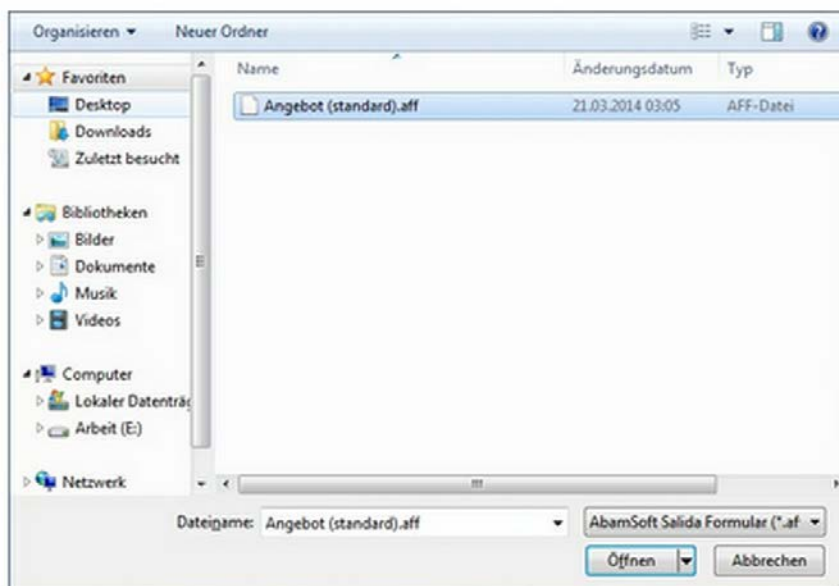 Organisieren Neuer Ordner
Favoriten
Desktop
Downloads
Zuletzt besucht
Bibliotheken
Bilder
Dokumente
Musik
Videos
Computer
Lokaler Datenträg
Arbeit (E:)
Netzwerk
Name Änderungsdatum Typ
Angebot (standard).aff 21.03.2014 03:05 AFF-Datei
Dateiname: Angebot (standard).aff AbamSoft Salida Formular (*.af
Öffnen Abbrechen